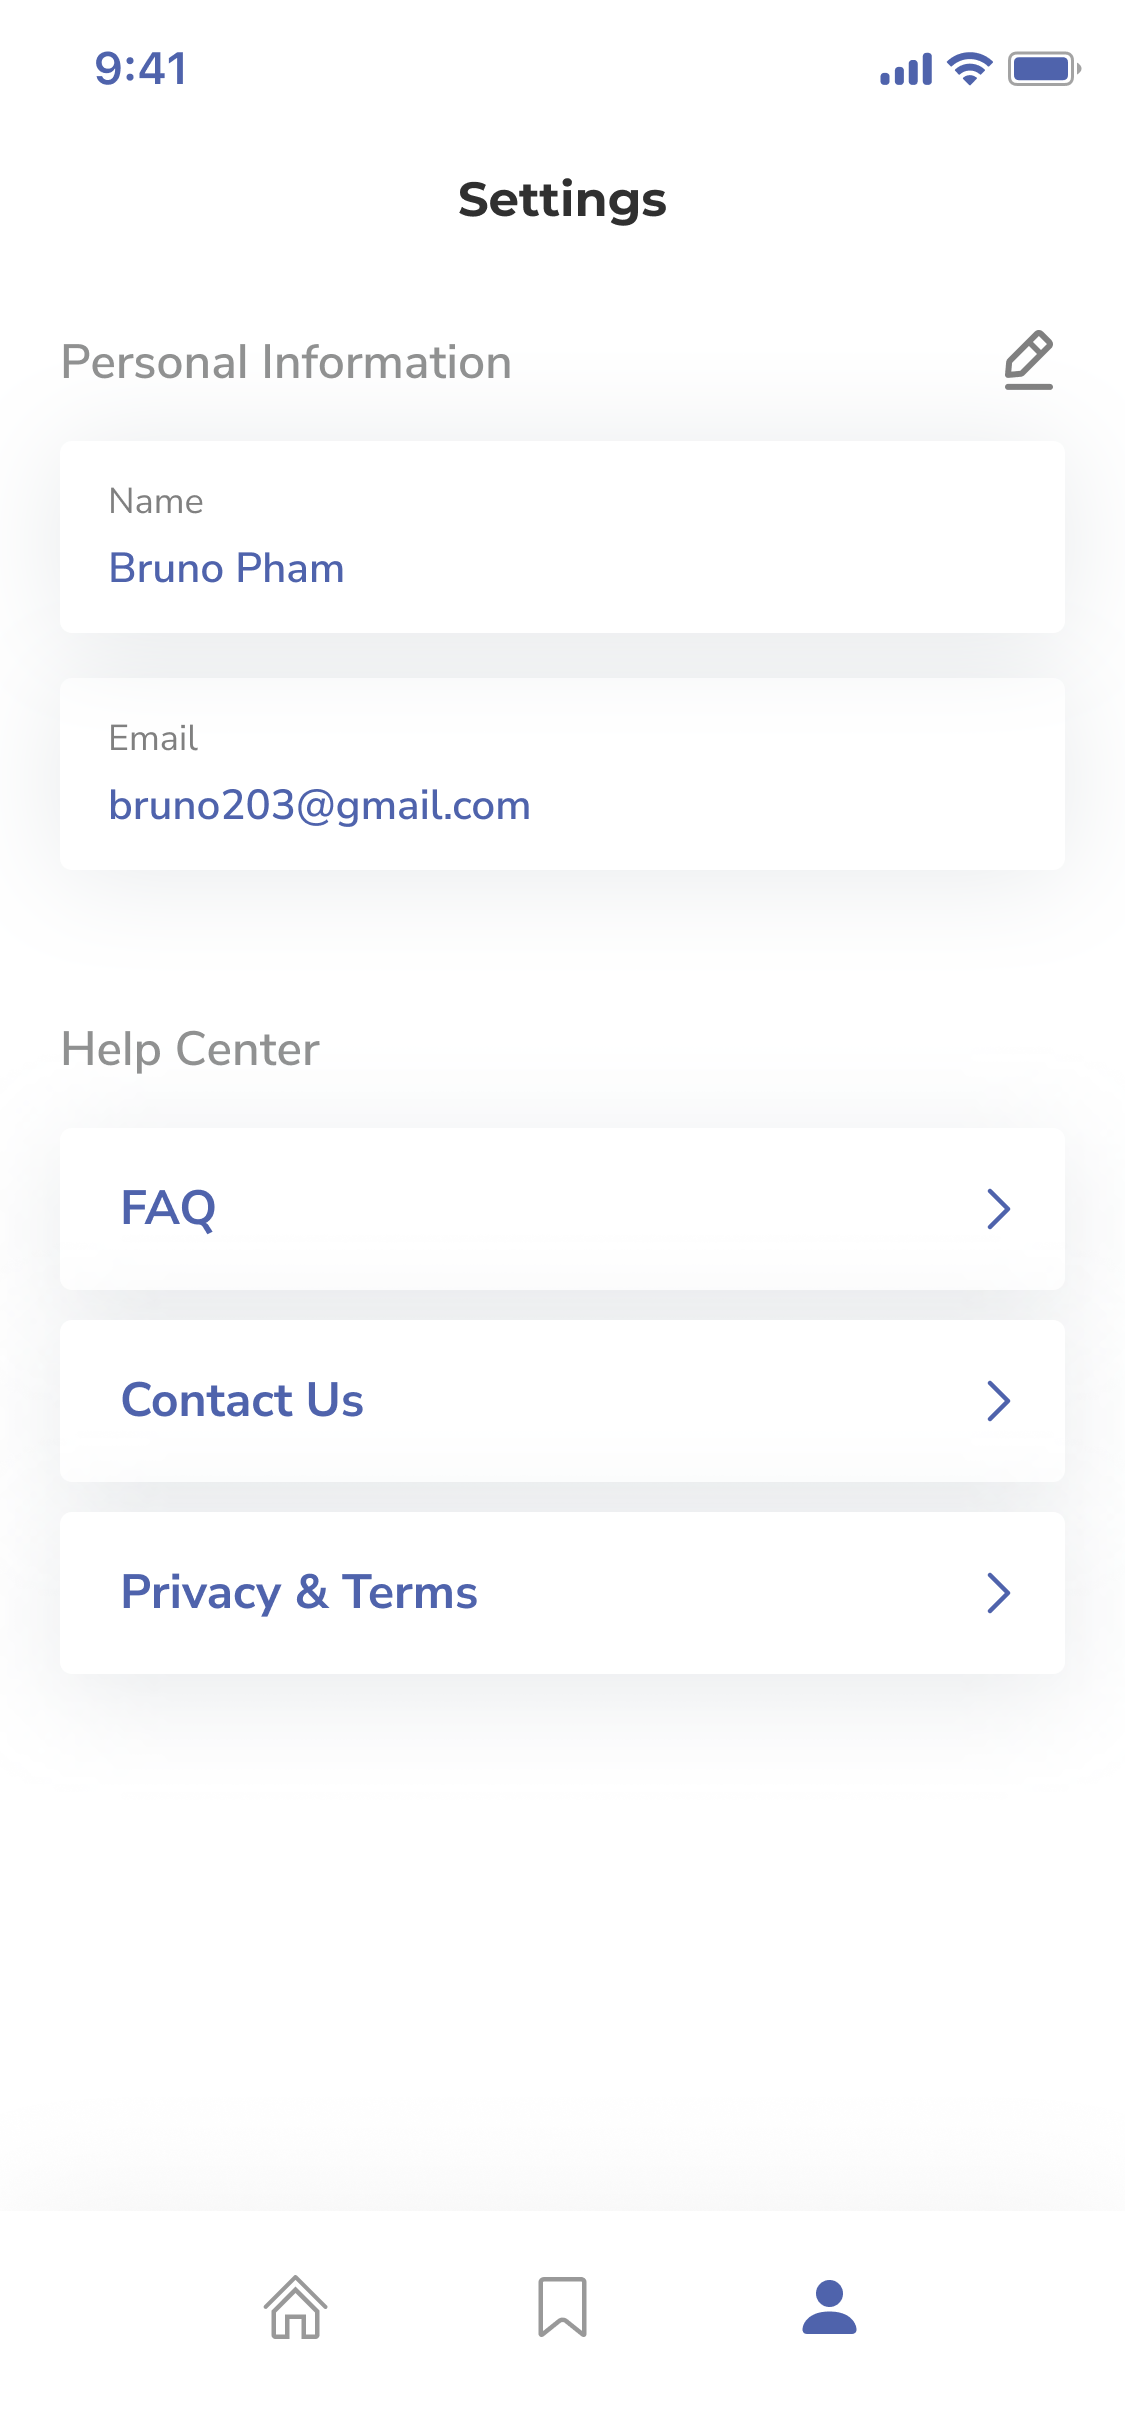 9:41
Settings
Personal Information
Name
Bruno Pham
Email
bruno203@gmail.com
Help Center
FAQ
Contact Us
Privacy & Terms